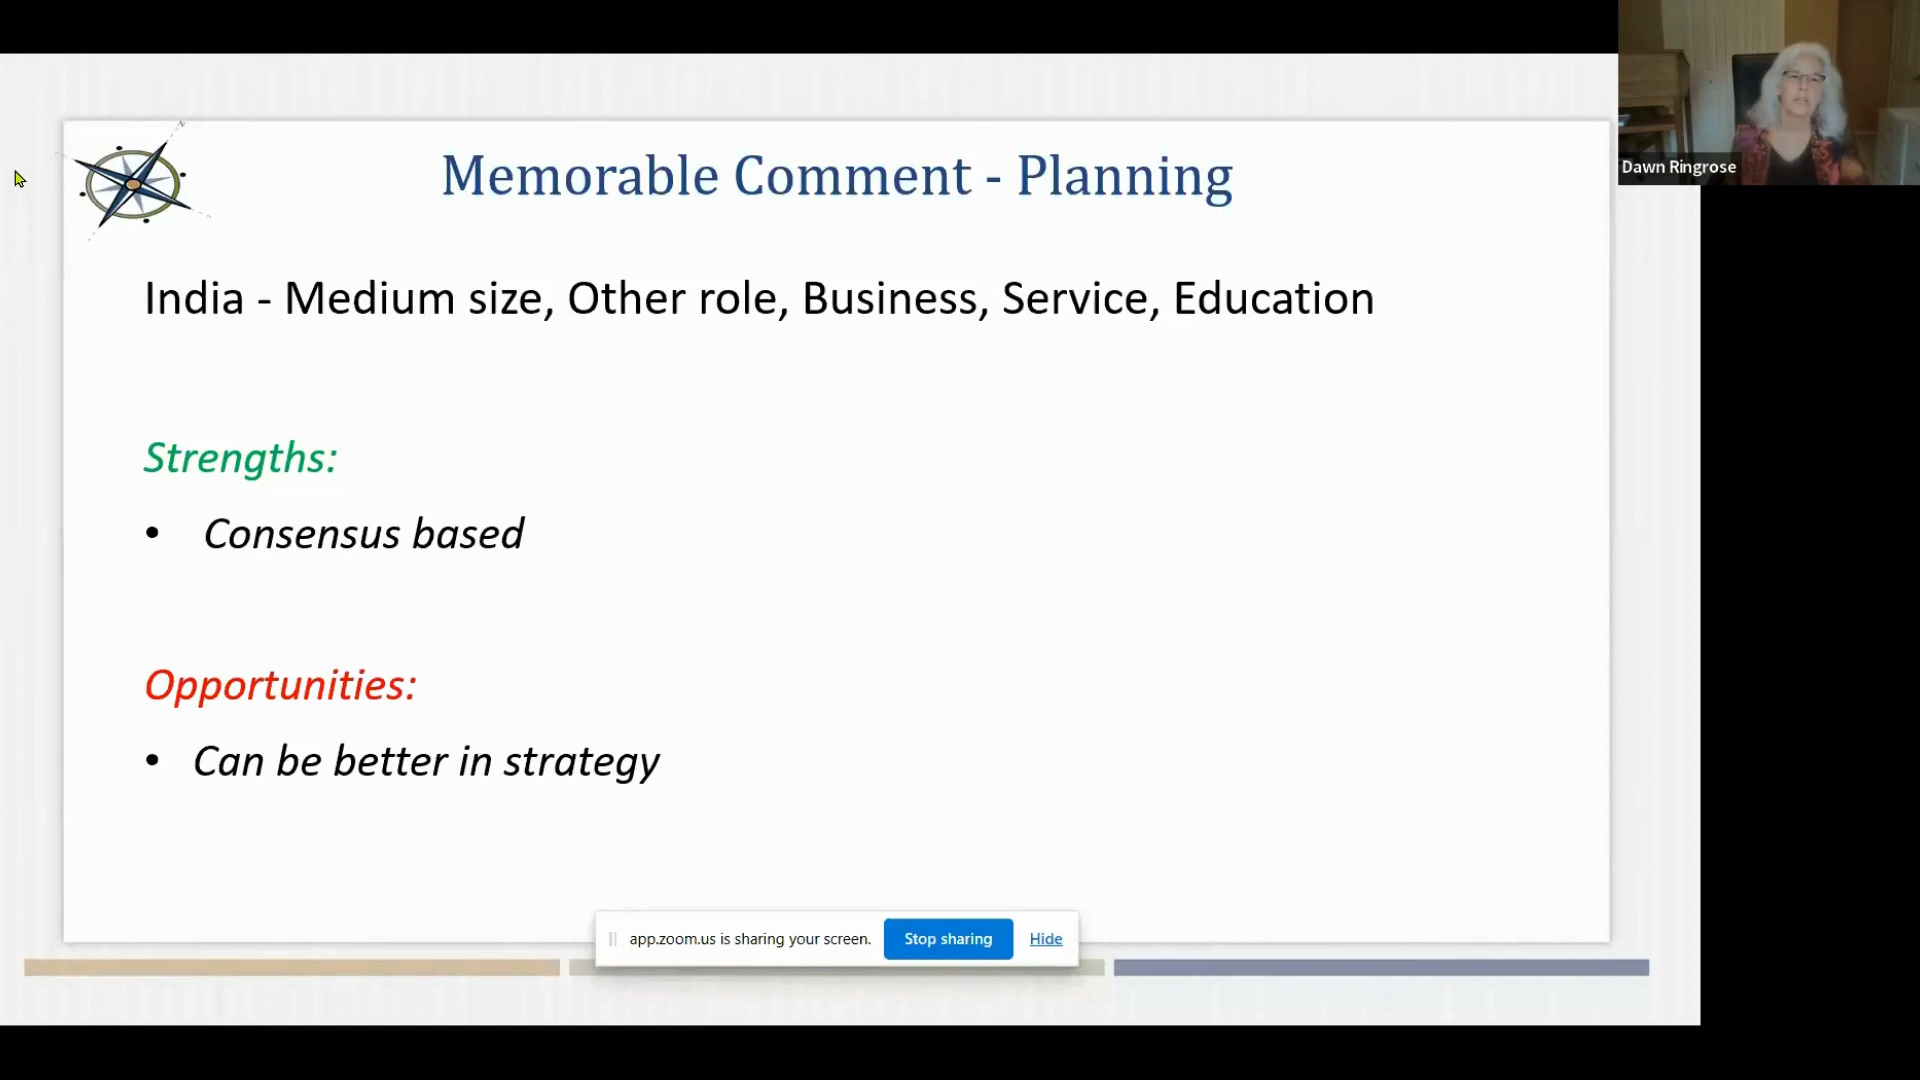 Dawn Ringrose
Memorable Comment - Planning
India - Medium size, Other role, Business, Service, Education
Strengths:
• Consensus based
Opportunities:
• Can be better in strategy
app.zoom.us is sharing your screen. Stop sharing Hide